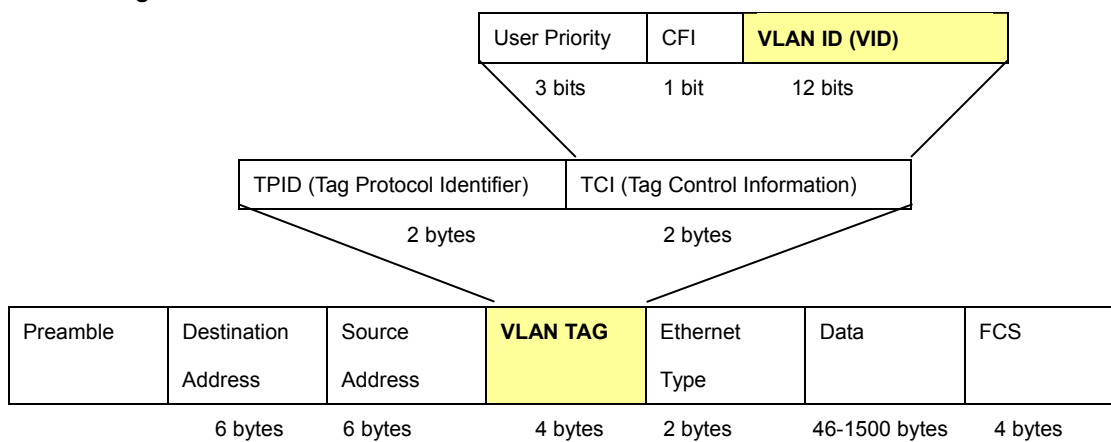 User Priority CFI VLAN ID (VID)
3 bits 1 bit 12 bits
TPID (Tag Protocol Identifier) TCI (Tag Control Information)
2 bytes 2 bytes
Preamble Destination Address Source Address VLAN TAG Ethernet Type Data FCS
6 bytes 6 bytes 4 bytes 2 bytes 46-1500 bytes 4 bytes